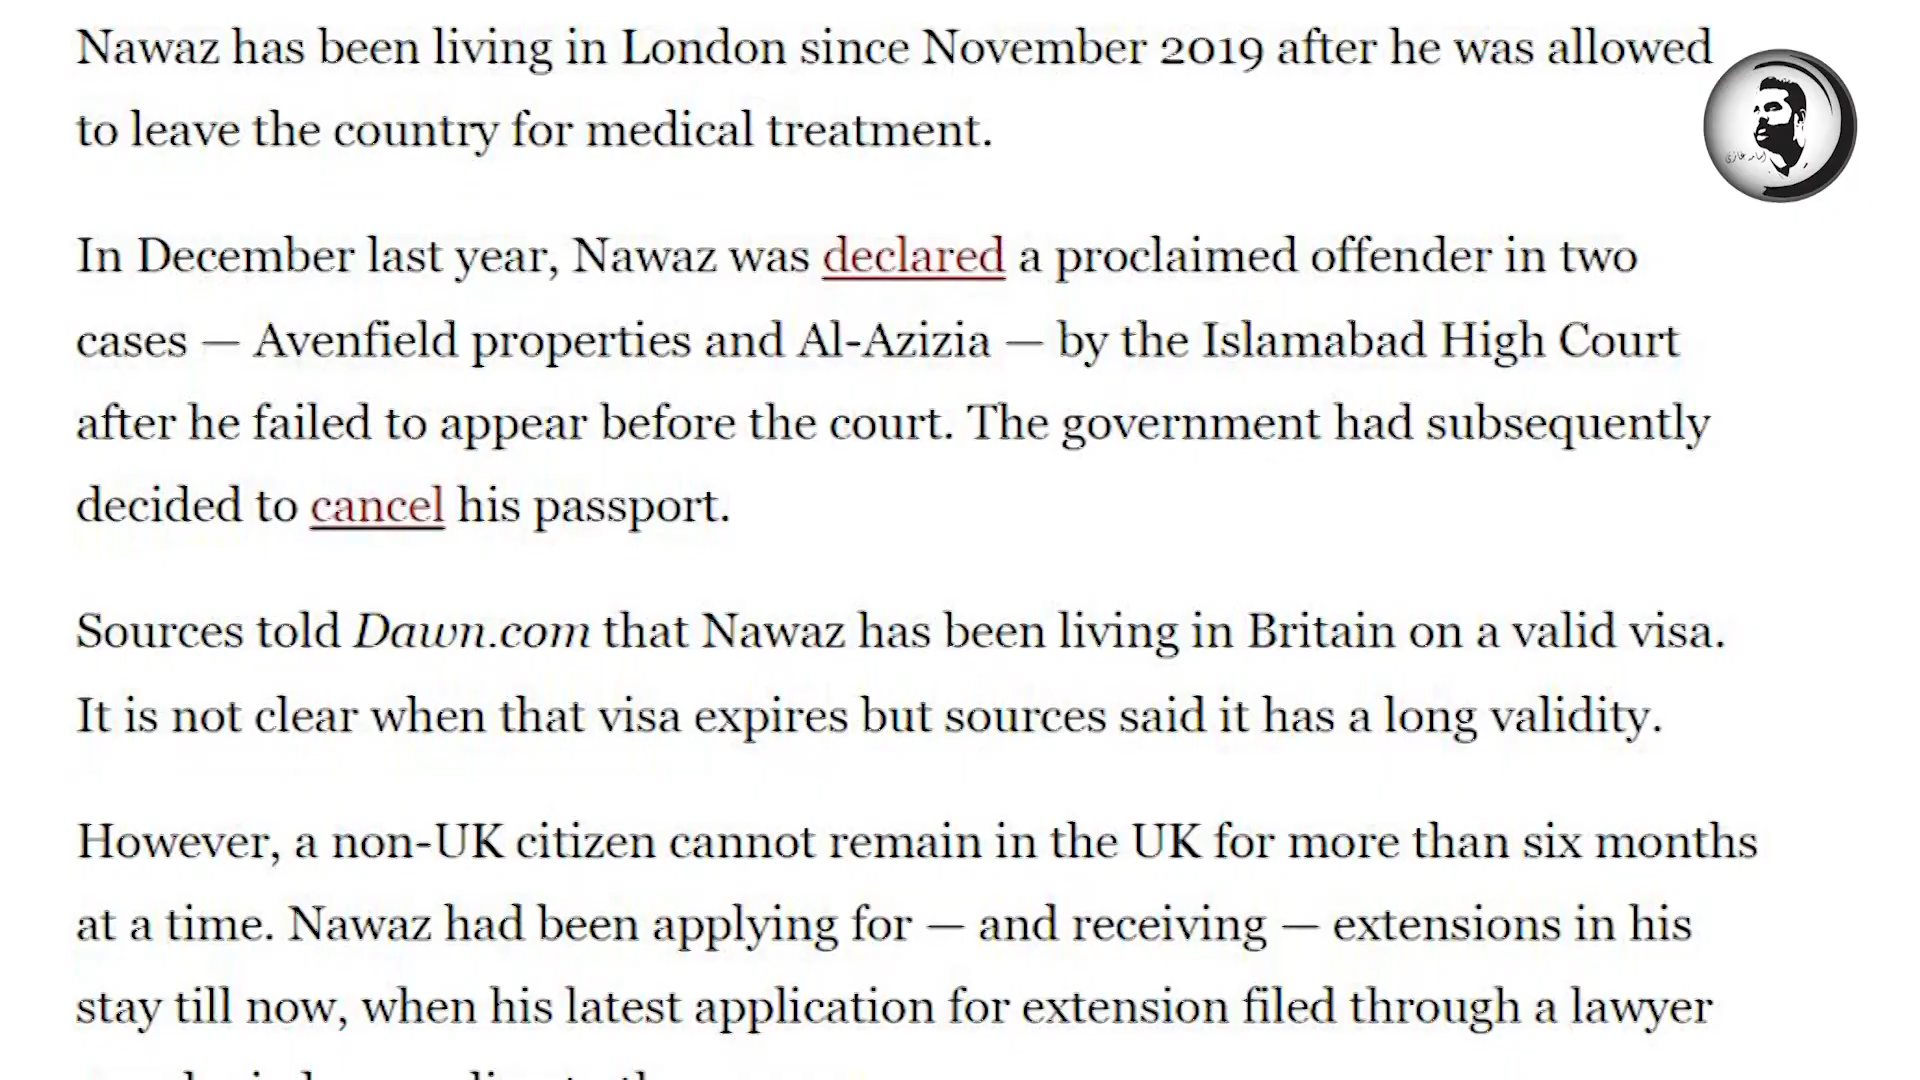 Nawaz has been living in London since November 2019 after he was allowed
to leave the country for medical treatment.
In December last year, Nawaz was declared a proclaimed offender in two
cases — Avenfield properties and Al-Azizia — by the Islamabad High Court
after he failed to appear before the court. The government had subsequently
decided to cancel his passport.
Sources told Dawn.com that Nawaz has been living in Britain on a valid visa.
It is not clear when that visa expires but sources said it has a long validity.
However, a non-UK citizen cannot remain in the UK for more than six months
at a time. Nawaz had been applying for — and receiving — extensions in his
stay till now, when his latest application for extension filed through a lawyer